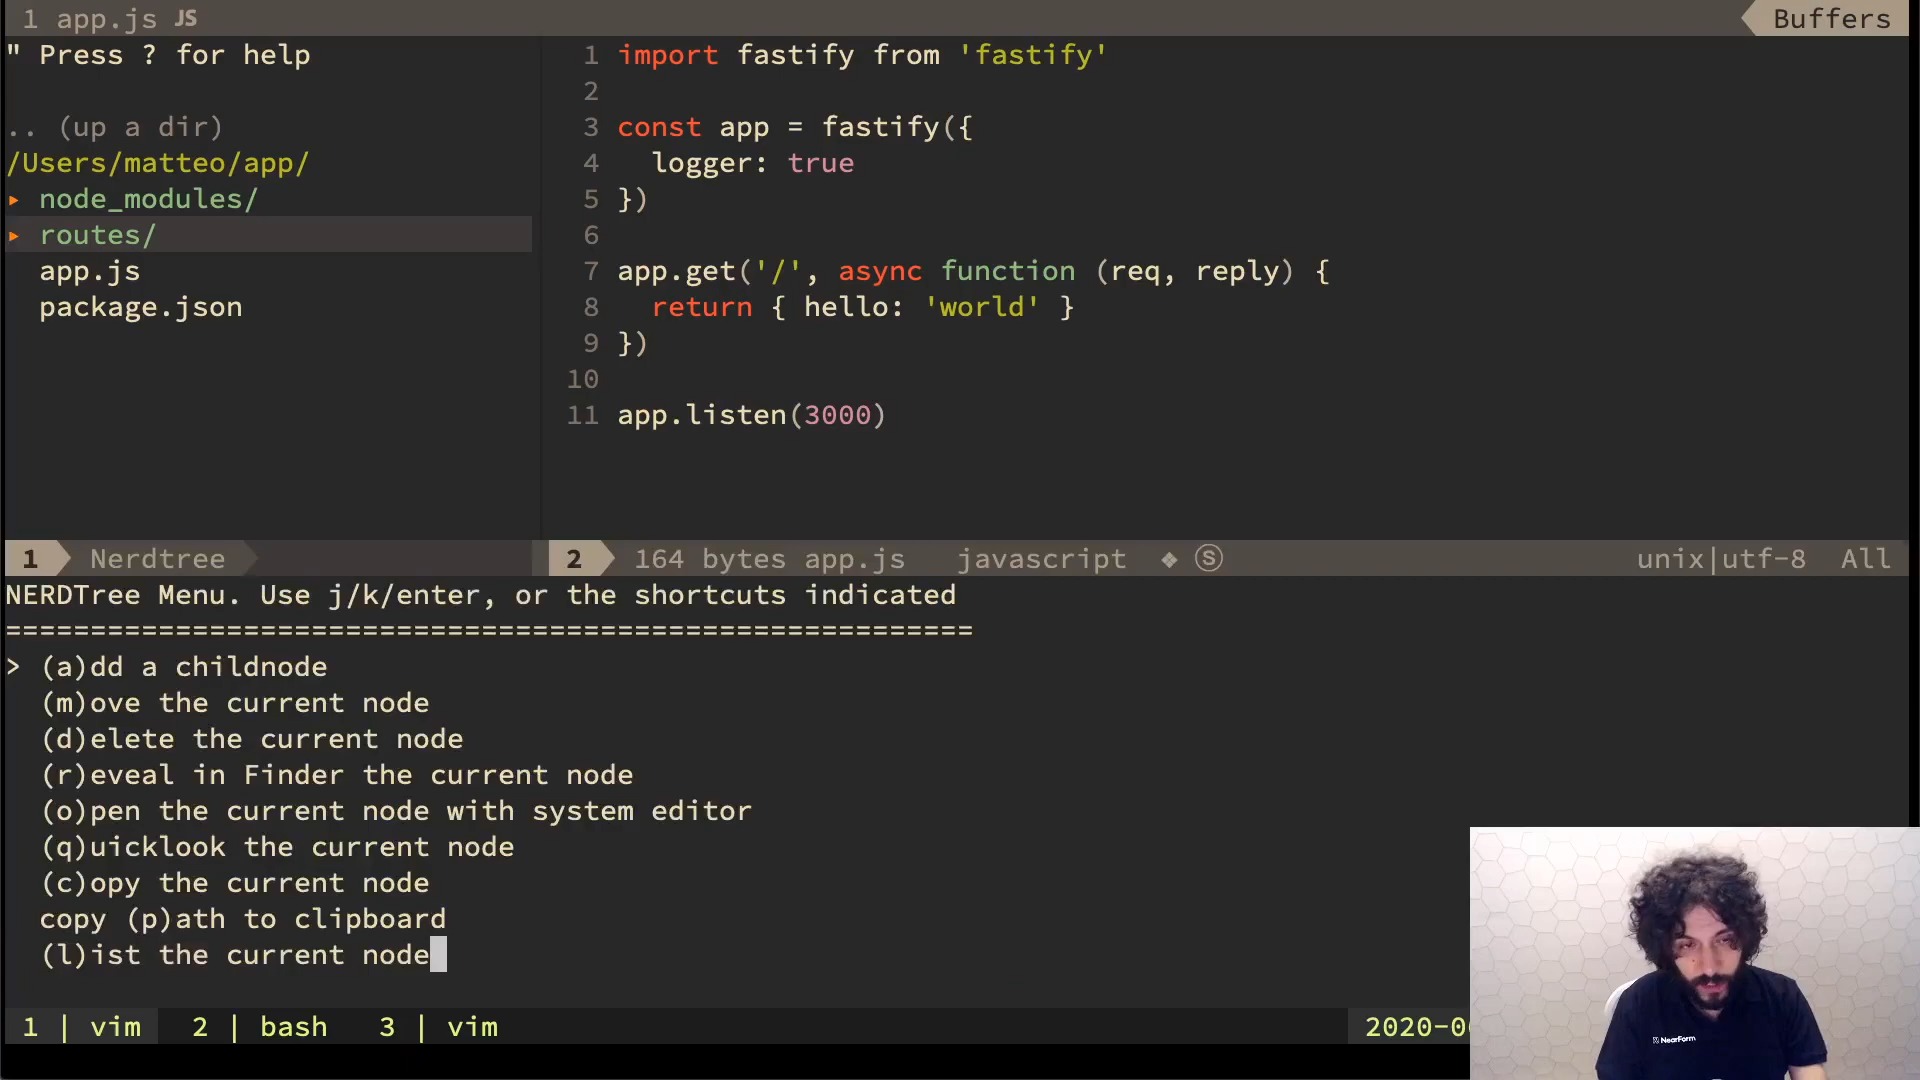 1 app.js JS
Buffers
" Press ? for help
.. (up a dir)
/Users/matteo/app/
▸ node_modules/
▸ routes/
app.js
package.json
1 import fastify from 'fastify'
2
3 const app = fastify({
4   logger: true
5 })
6
7 app.get('/', async function (req, reply) {
8   return { hello: 'world' }
9 })
10
11 app.listen(3000)
1 Nerdtree
2 164 bytes app.js javascript ❖ Ⓢ unix|utf-8 All
NERDTree Menu. Use j/k/enter, or the shortcuts indicated
=========================================================
> (a)dd a childnode
(m)ove the current node
(d)elete the current node
(r)eveal in Finder the current node
(o)pen the current node with system editor
(q)uicklook the current node
(c)opy the current node
copy (p)ath to clipboard
(l)ist the current node
1 | vim 2 | bash 3 | vim
2020-0
NearForm